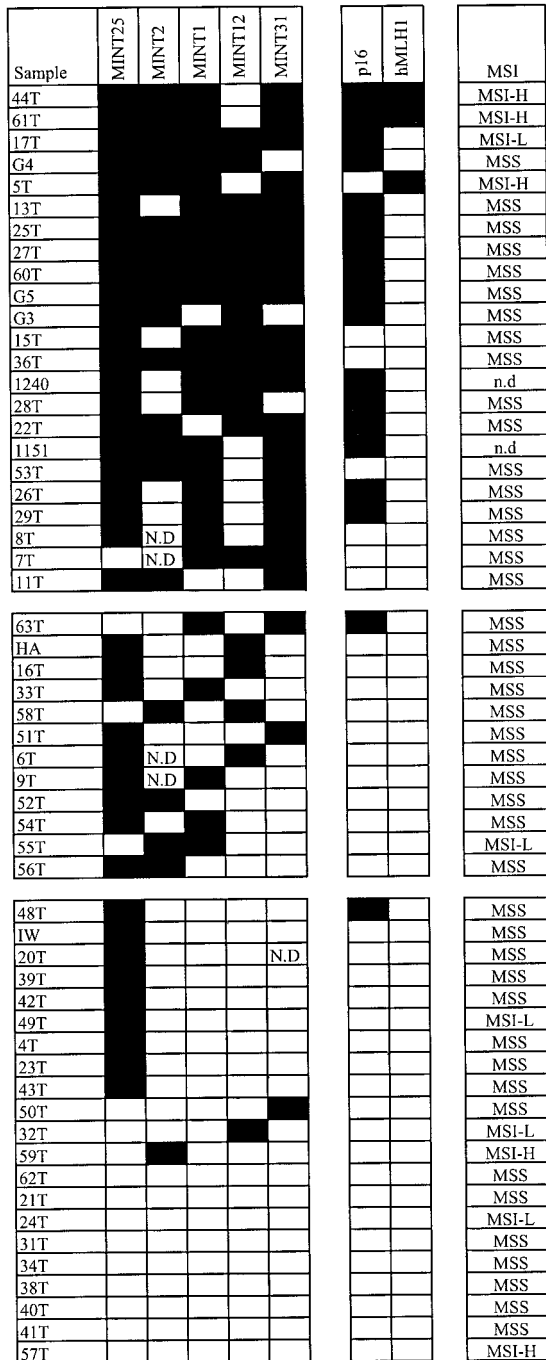 Sample MINT25 MINT2 MINT1 MINT12 MINT31 p16 hMLH1 MSI
44T MSI-H
61T MSI-H
17T MSI-L
G4 MSS
5T MSI-H
13T MSS
25T MSS
27T MSS
60T MSS
G5 MSS
G3 MSS
15T MSS
36T MSS
1240 n.d
28T MSS
22T MSS
1151 n.d
53T MSS
26T MSS
29T MSS
8T N.D MSS
7T N.D MSS
11T MSS
63T MSS
HA MSS
16T MSS
33T MSS
58T MSS
51T MSS
6T N.D MSS
9T N.D MSS
52T MSS
54T MSS
55T MSI-L
56T MSS
48T MSS
IW MSS
20T N.D MSS
39T MSS
42T MSS
49T MSI-L
4T MSS
23T MSS
43T MSS
50T MSS
32T MSI-L
59T MSI-H
62T MSS
21T MSS
24T MSI-L
31T MSS
34T MSS
38T MSS
40T MSS
41T MSS
57T MSI-H